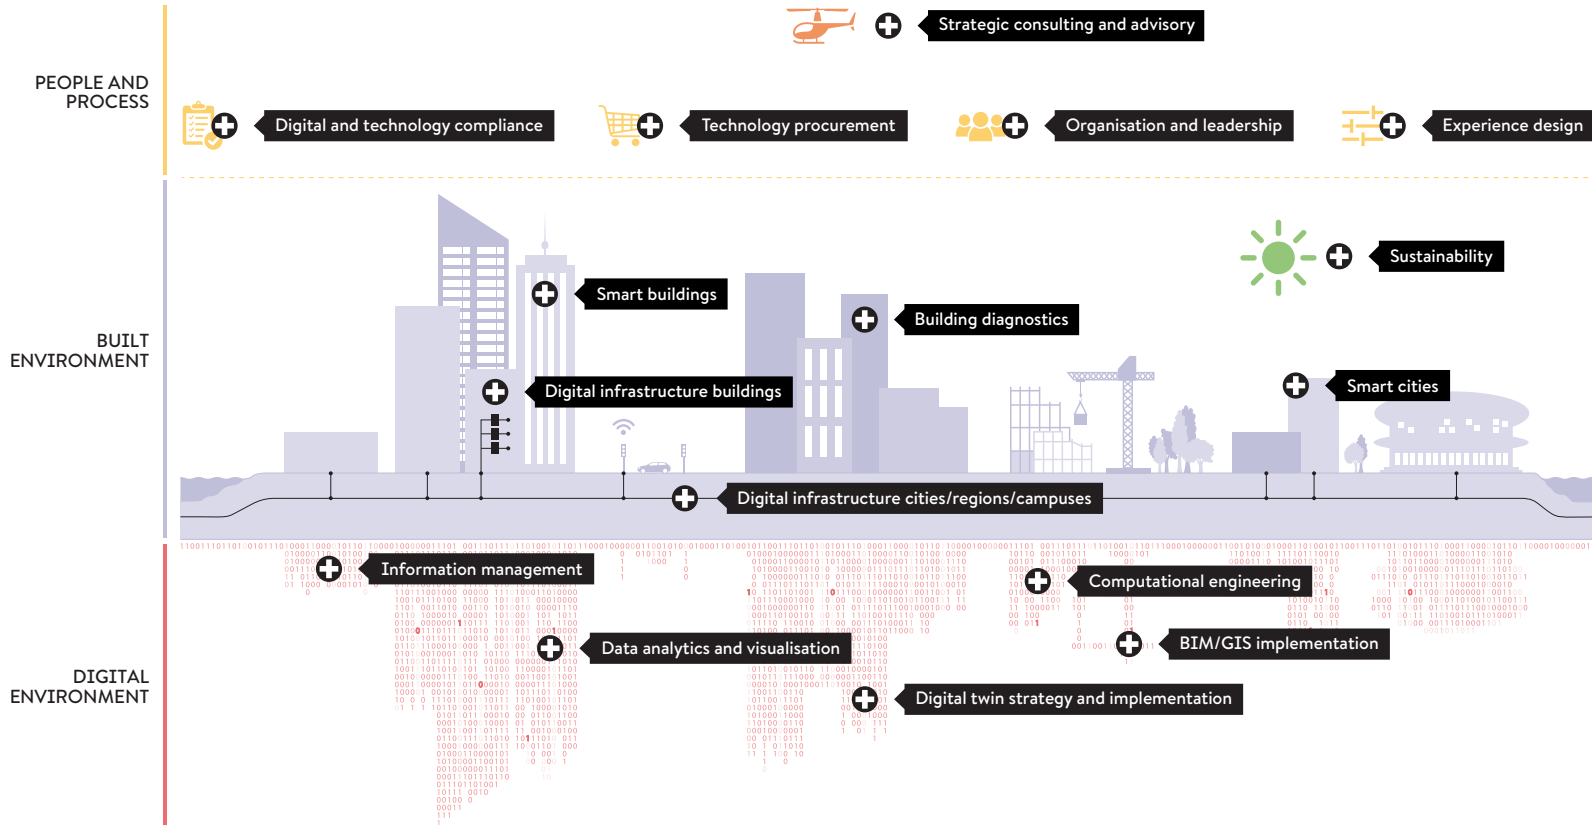 Strategic consulting and advisory
PEOPLE AND
PROCESS
Digital and technology compliance
Technology procurement
Organisation and leadership
Experience design
Sustainability
Smart buildings
Building diagnostics
BUILT
ENVIRONMENT
Digital infrastructure buildings
Smart cities
Digital infrastructure cities/regions/campuses
Information management
Computational engineering
Data analytics and visualisation
BIM/GIS implementation
DIGITAL
ENVIRONMENT
Digital twin strategy and implementation